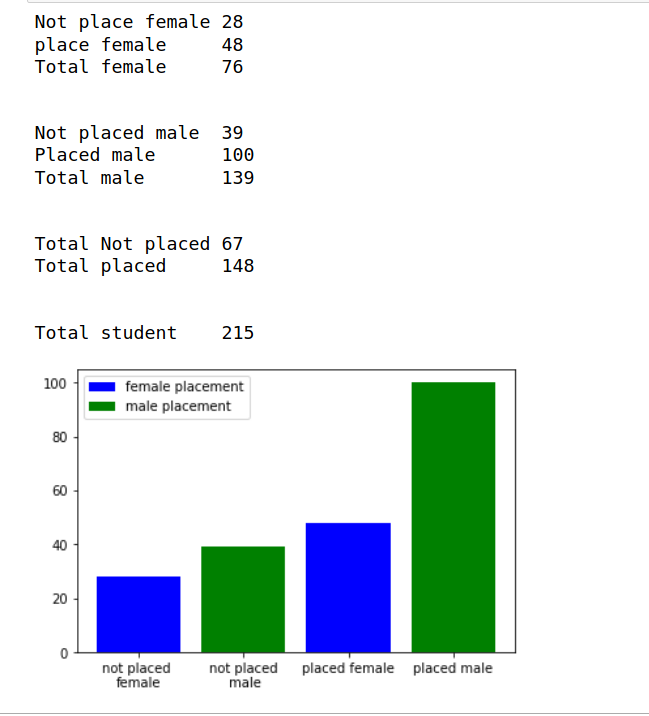 Not place female 28
place female 48
Total female 76
Not placed male 39
Placed male 100
Total male 139
Total Not placed 67
Total placed 148
Total student 215
100
80
60
40
20
0
female placement
male placement
not placed
female
not placed
male
placed female
placed male